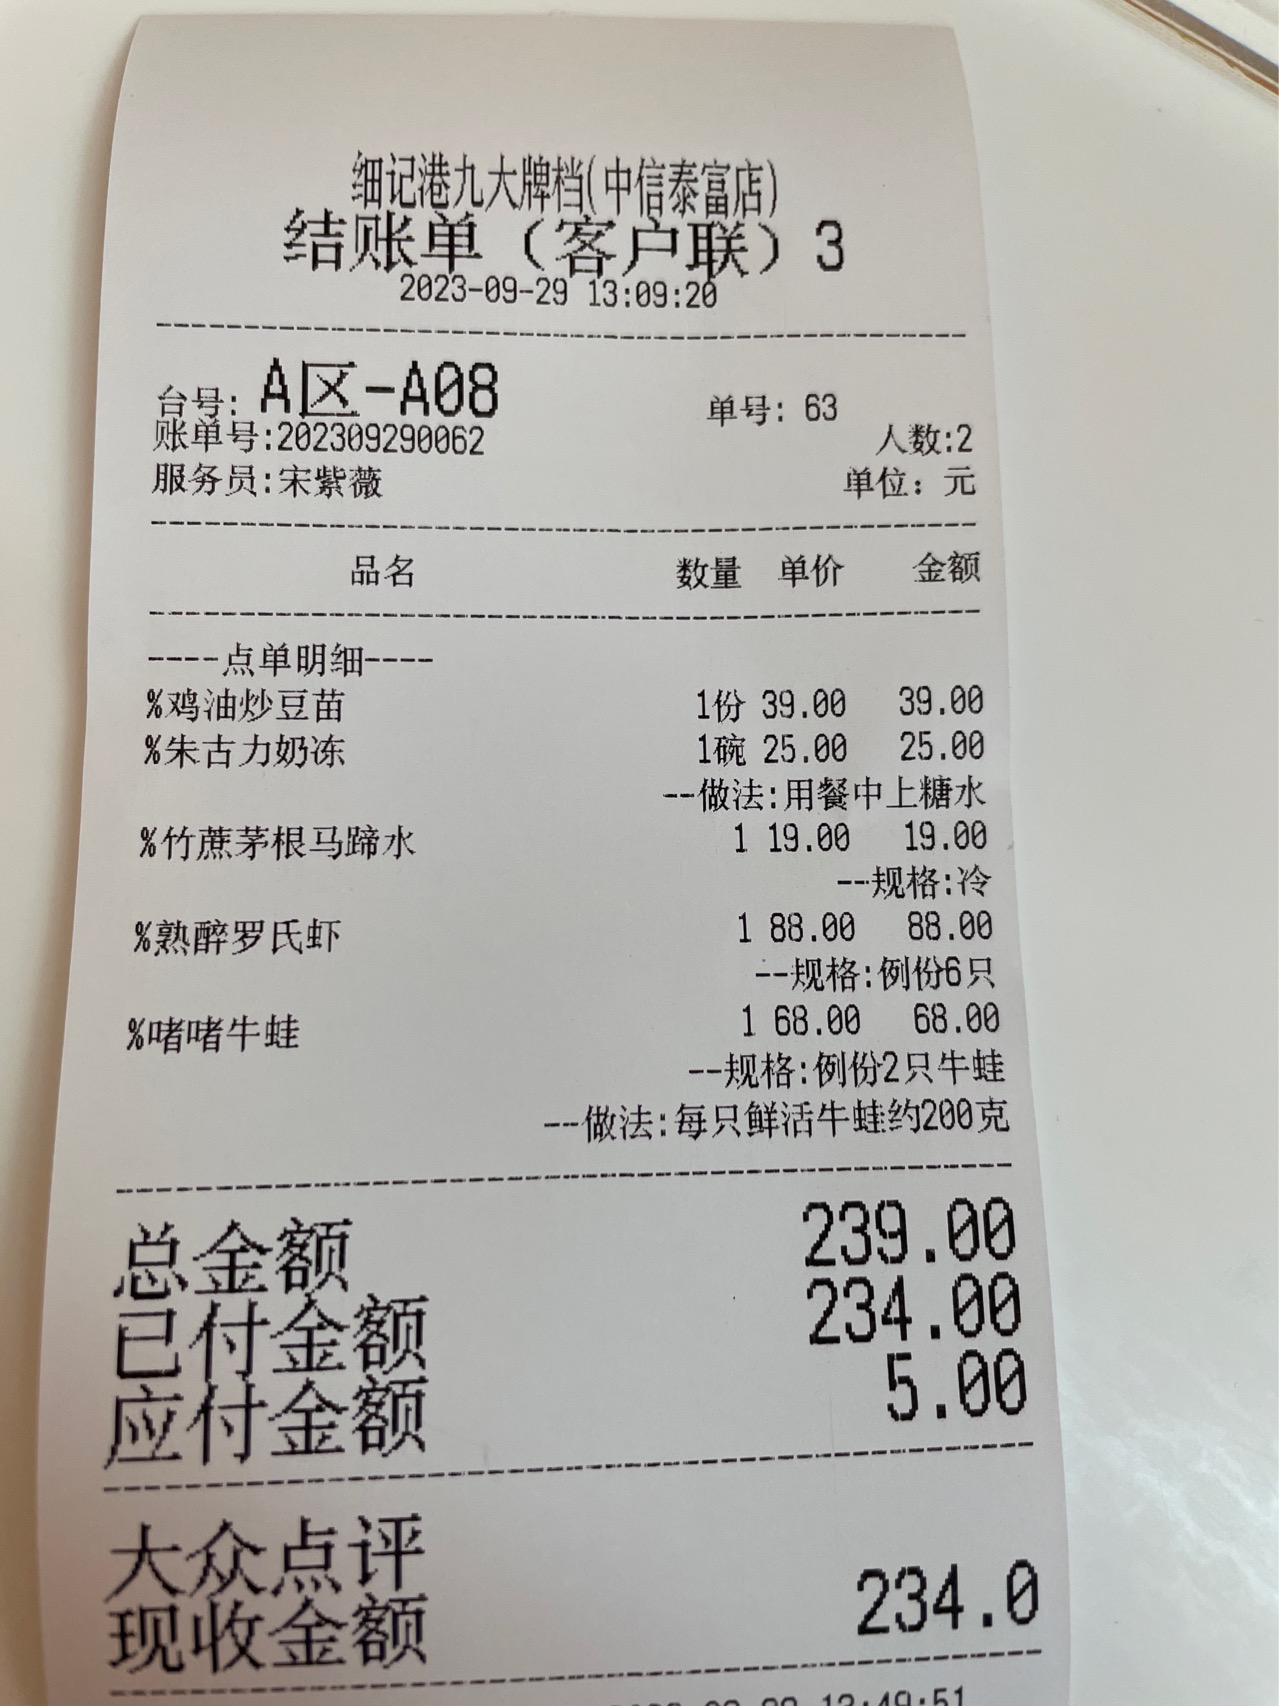 细记港九大牌档(中信泰富店)
结账单（客户联）3
2023-09-29 13:09:20
台号: A区-A08 单号: 63
账单号:202309290062 人数:2
服务员:宋紫薇 单位：元
品名 数量 单价 金额
----点单明细----
%鸡油炒豆苗 1份 39.00 39.00
%朱古力奶冻 1碗 25.00 25.00
--做法:用餐中上糖水
%竹蔗茅根马蹄水 1 19.00 19.00
--规格:冷
%熟醉罗氏虾 1 88.00 88.00
--规格:例份6只
%啫啫牛蛙 1 68.00 68.00
--规格:例份2只牛蛙
--做法:每只鲜活牛蛙约200克
总金额 239.00
已付金额 234.00
应付金额 5.00
大众点评
现收金额 234.0
13:49:51